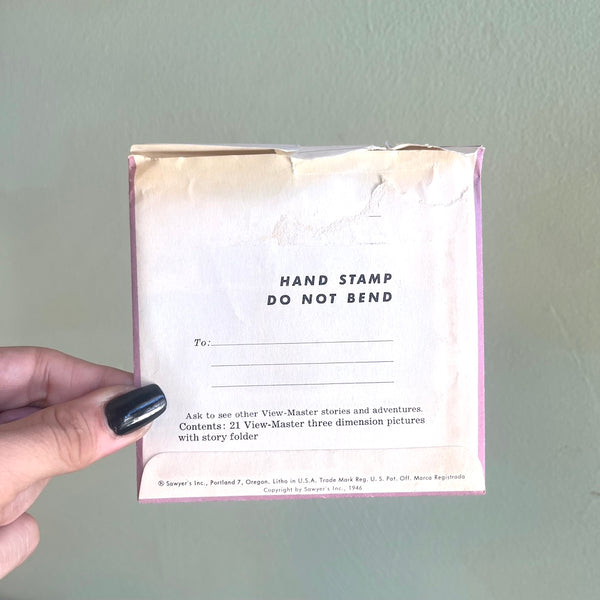 HAND STAMP
DO NOT BEND
To:
Ask to see other View-Master stories and adventures.
Contents: 21 View-Master three dimension pictures
with story folder
® Sawyer's Inc., Portland 7, Oregon, Litho in U.S.A. Trade Mark Reg. U. S. Pat. Off. Marca Registrada
Copyright by Sawyer's Inc., 1946